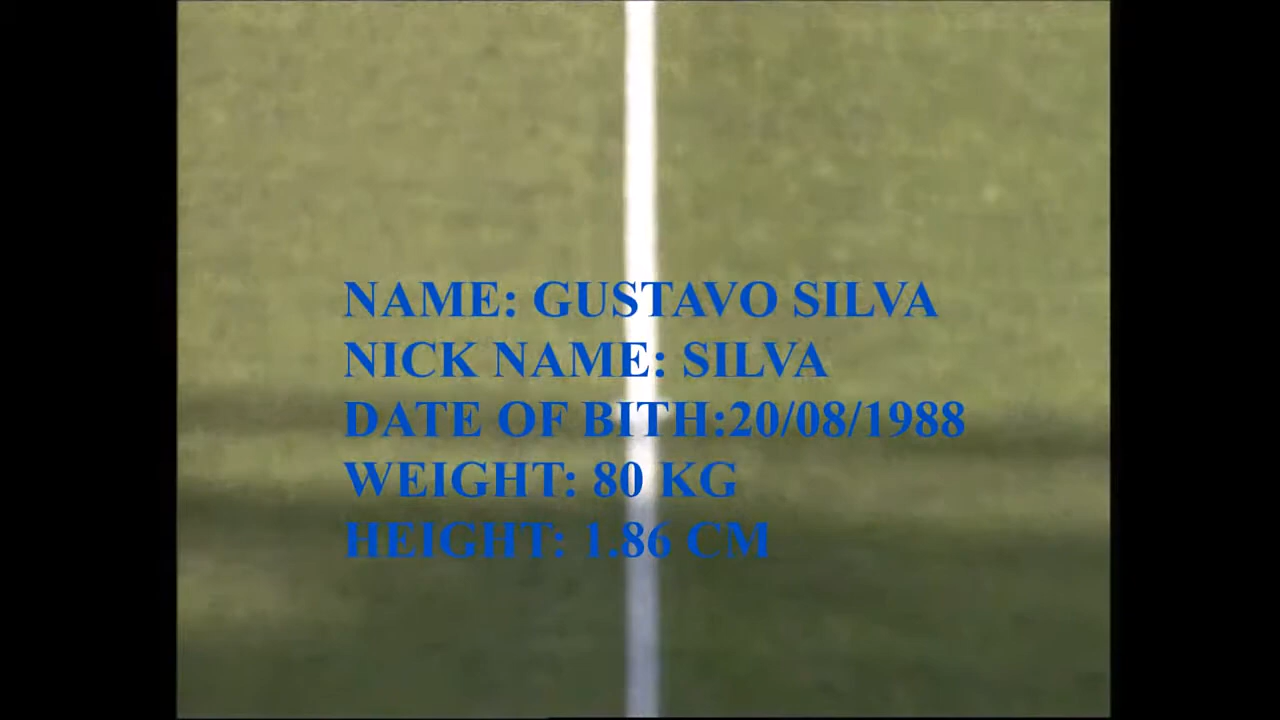 NAME: GUSTAVO SILVA
NICK NAME: SILVA
DATE OF BITH:20/08/1988
WEIGHT: 80 KG
HEIGHT: 1.86 CM